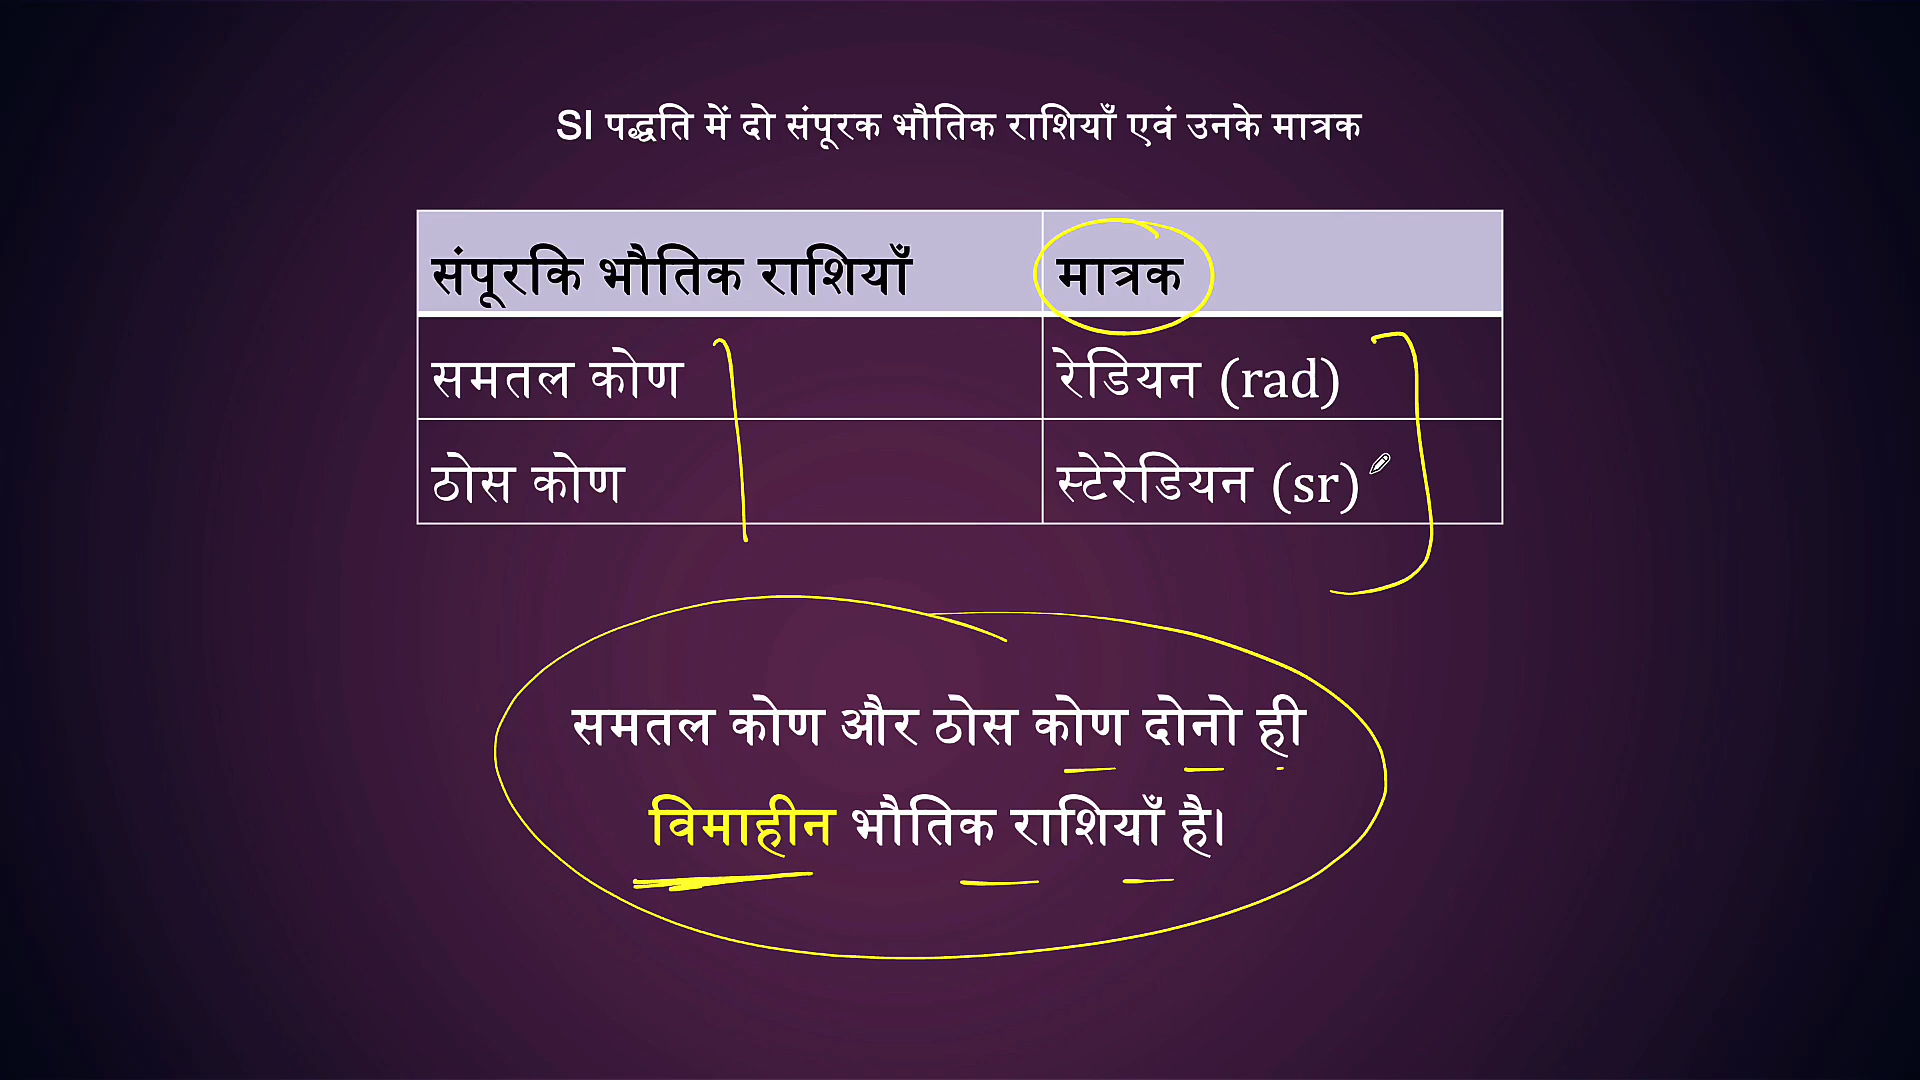 SI पद्धति में दो संपूरक भौतिक राशियाँ एवं उनके मात्रक
संपूरकि भौतिक राशियाँ मात्रक
समतल कोण रेडियन (rad)
ठोस कोण स्टेरेडियन (sr)
समतल कोण और ठोस कोण दोनो ही
विमाहीन भौतिक राशियाँ है।